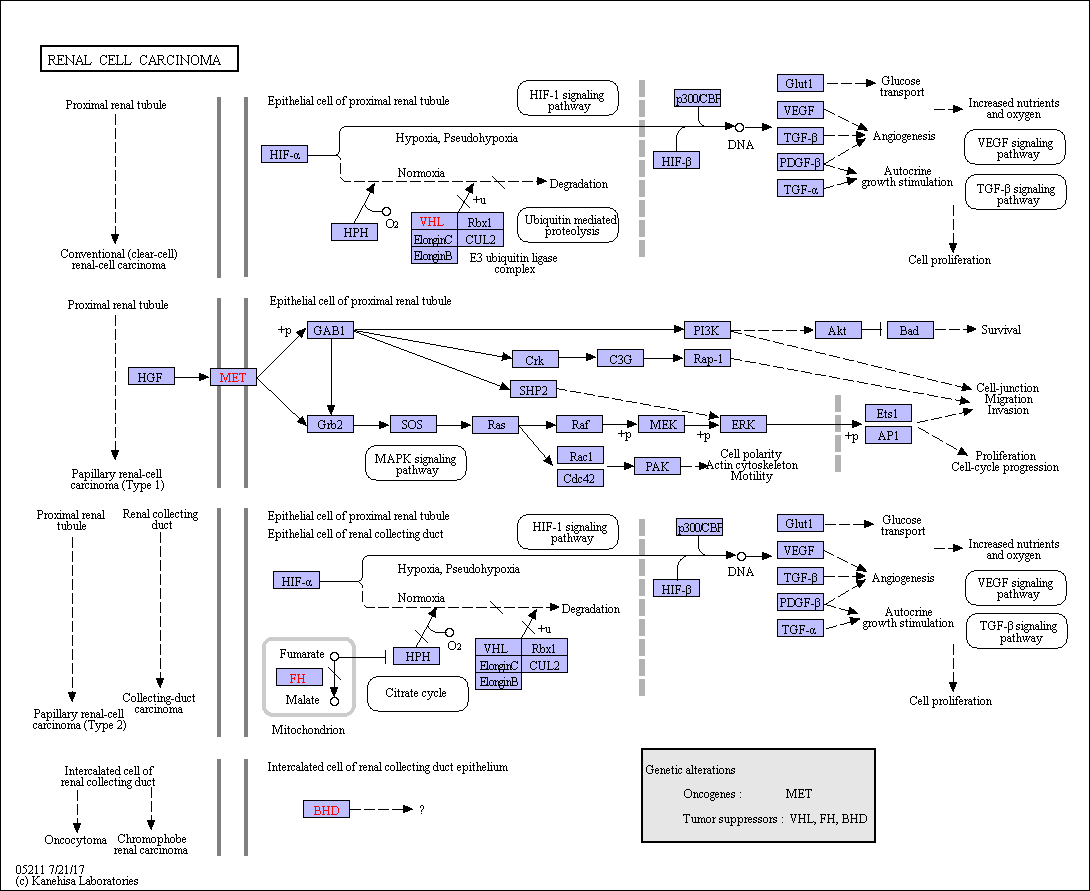 RENAL CELL CARCINOMA
Proximal renal tubule
Conventional (clear-cell)
renal-cell carcinoma
Epithelial cell of proximal renal tubule
HIF-1 signaling
pathway
HIF-α
Hypoxia, Pseudohypoxia
Normoxia
Degradation
HPH
O2
+u
VHL
Rbx1
ElonginC
CUL2
ElonginB
E3 ubiquitin ligase
complex
Ubiquitin mediated
proteolysis
p300/CBP
HIF-β
DNA
Glut1
VEGF
TGF-β
PDGF-β
TGF-α
Glucose
transport
Angiogenesis
Autocrine
growth stimulation
Increased nutrients
and oxygen
VEGF signaling
pathway
TGF-β signaling
pathway
Cell proliferation
Proximal renal tubule
Papillary renal-cell
carcinoma (Type 1)
Epithelial cell of proximal renal tubule
HGF
MET
+p
GAB1
PI3K
Akt
Bad
Survival
Crk
C3G
Rap-1
SHP2
Cell-junction
Migration
Invasion
Grb2
SOS
Ras
Raf
+p
MEK
+p
ERK
+p
Ets1
AP1
MAPK signaling
pathway
Rac1
Cdc42
PAK
Cell polarity
Actin cytoskeleton
Motility
Proliferation
Cell-cycle progression
Proximal renal
tubule
Renal collecting
duct
Papillary renal-cell
carcinoma (Type 2)
Collecting-duct
carcinoma
Epithelial cell of proximal renal tubule
Epithelial cell of renal collecting duct
HIF-1 signaling
pathway
HIF-α
Hypoxia, Pseudohypoxia
Normoxia
Degradation
Fumarate
FH
Malate
Mitochondrion
HPH
O2
+u
VHL
Rbx1
ElonginC
CUL2
ElonginB
Citrate cycle
p300/CBP
HIF-β
DNA
Glut1
VEGF
TGF-β
PDGF-β
TGF-α
Glucose
transport
Angiogenesis
Autocrine
growth stimulation
Increased nutrients
and oxygen
VEGF signaling
pathway
TGF-β signaling
pathway
Cell proliferation
Intercalated cell of
renal collecting duct
Oncocytoma
Chromophobe
renal carcinoma
Intercalated cell of renal collecting duct epithelium
BHD
?
Genetic alterations
Oncogenes : MET
Tumor suppressors : VHL, FH, BHD
05211 7/21/17
(c) Kanehisa Laboratories